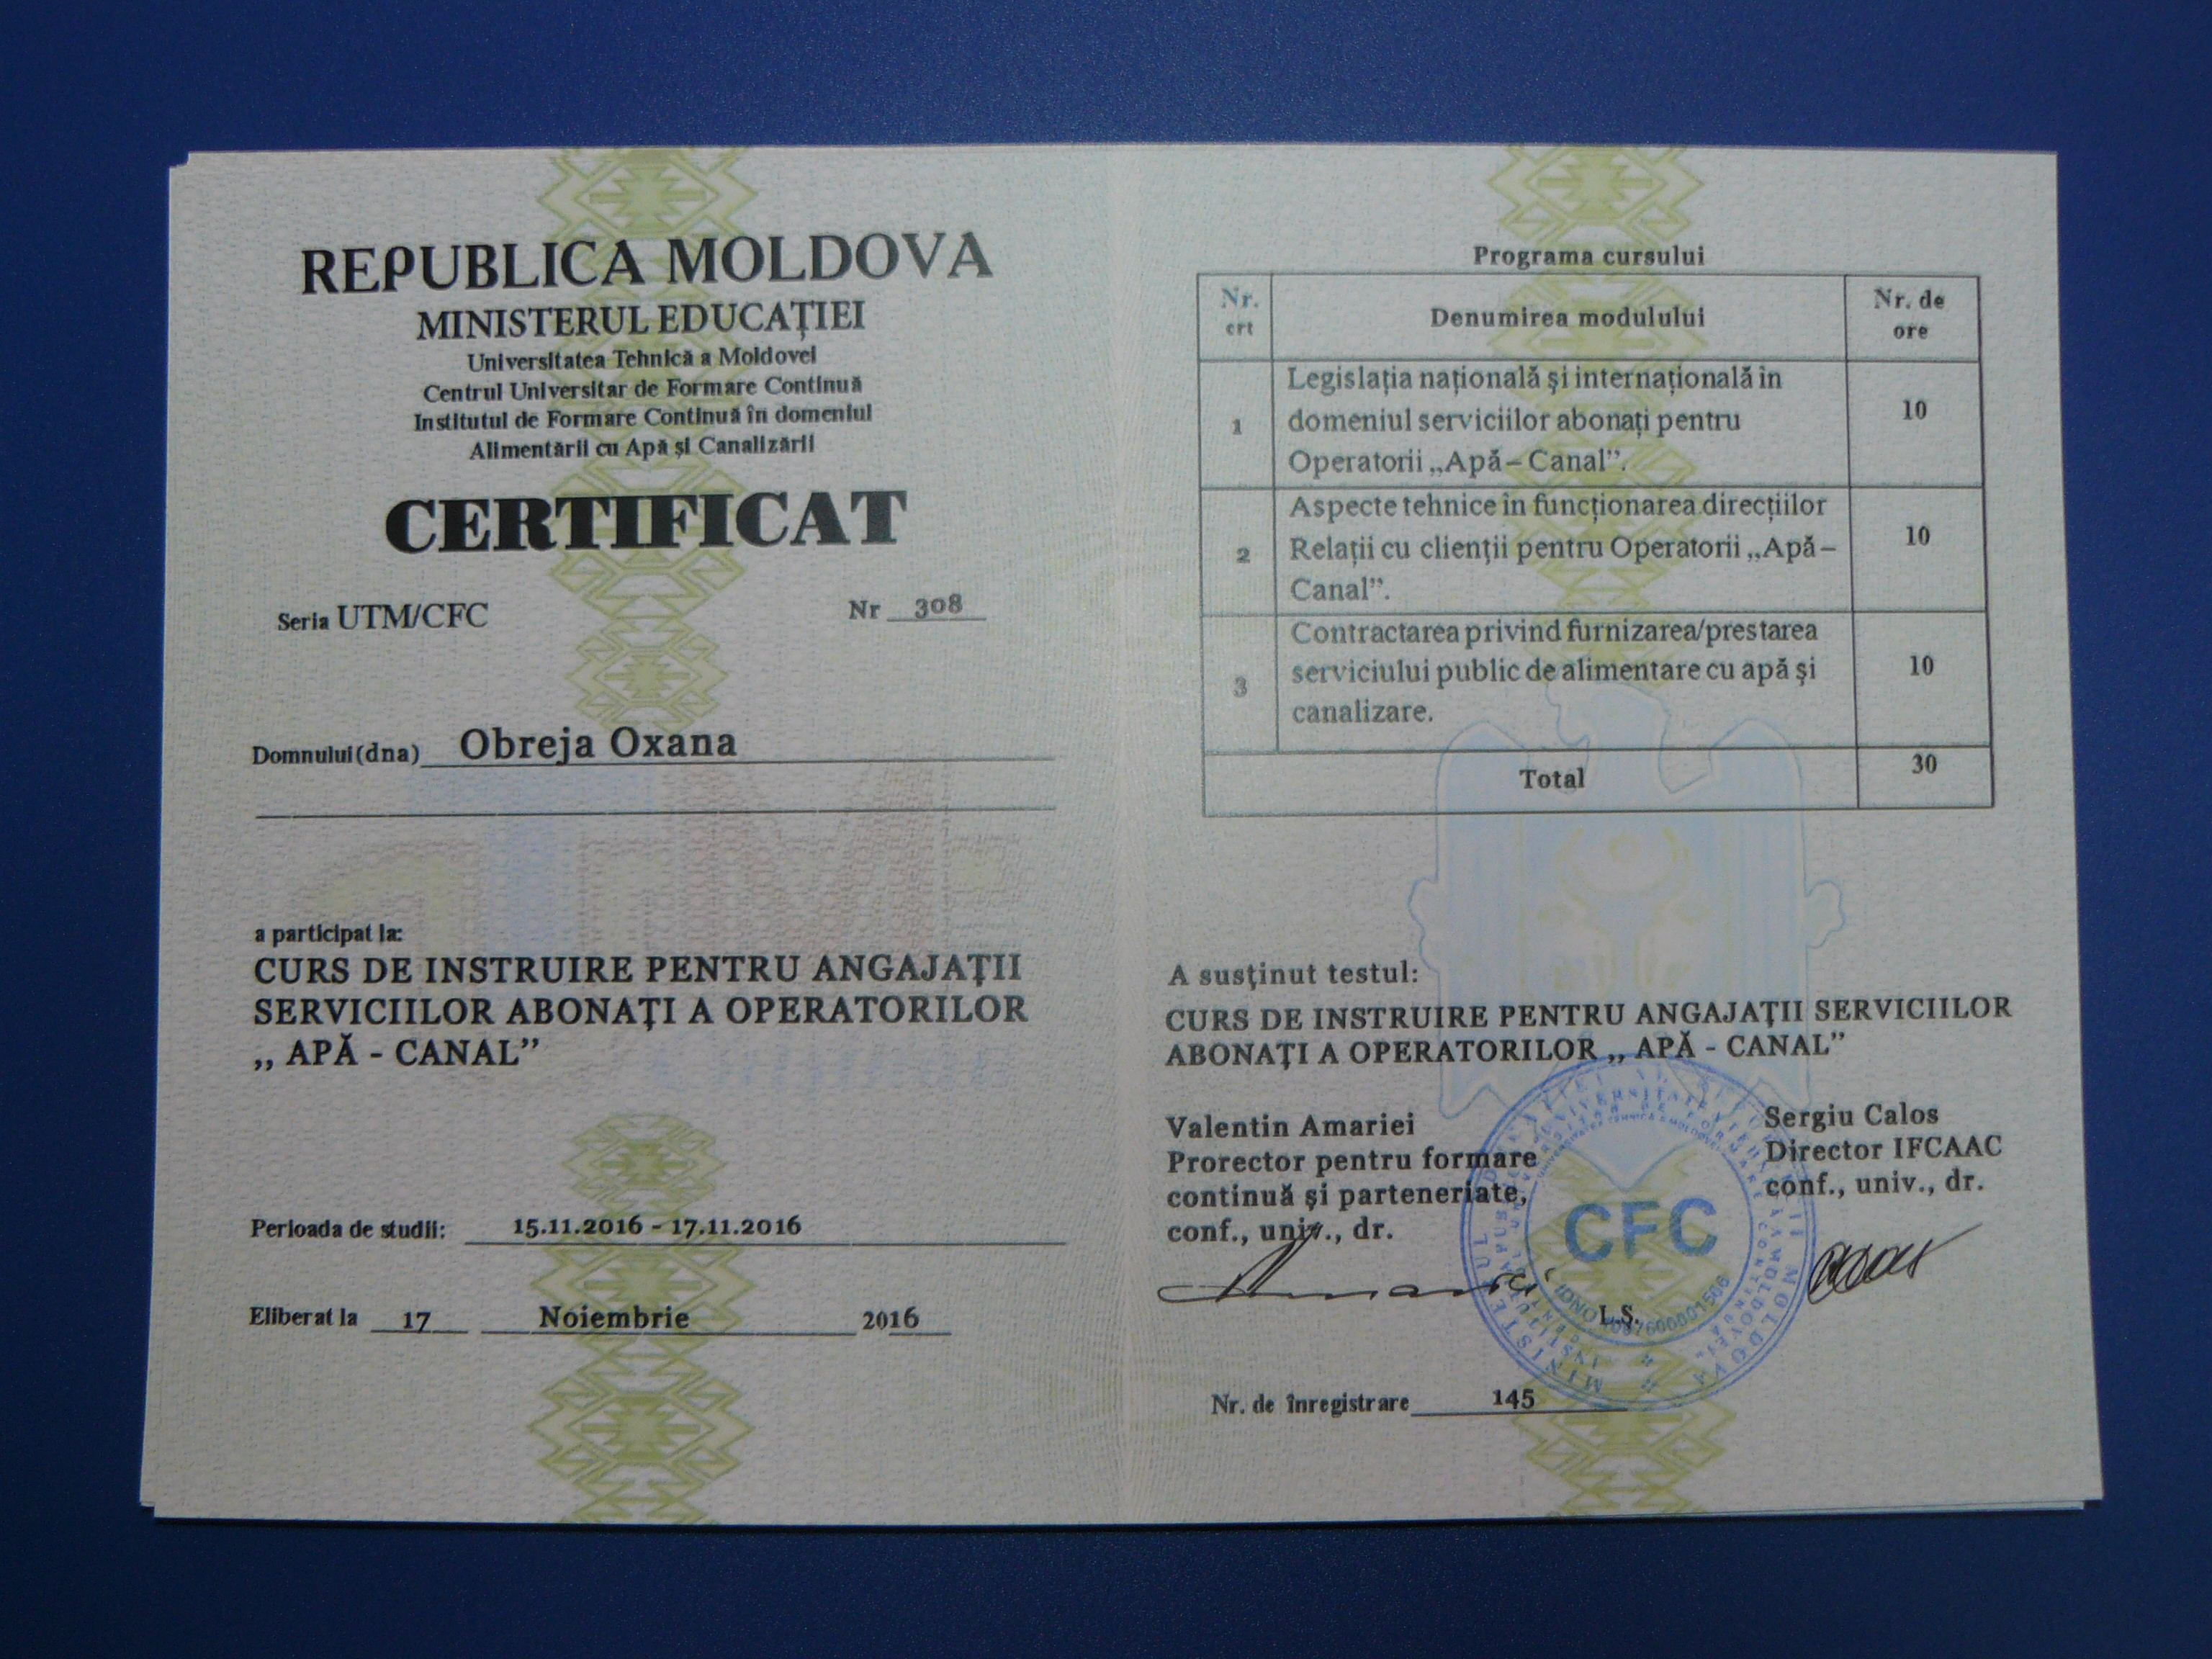 REPUBLICA MOLDOVA
MINISTERUL EDUCAȚIEI
Universitatea Tehnică a Moldovei
Centrul Universitar de Formare Continuă
Institutul de Formare Continuă în domeniul
Alimentării cu Apă și Canalizării
CERTIFICAT
Seria UTM/CFC Nr 308
Domnului(dna) Obreja Oxana
a participat la:
CURS DE INSTRUIRE PENTRU ANGAJAȚII
SERVICIILOR ABONAȚI A OPERATORILOR
,, APĂ - CANAL”
Perioada de studii: 15.11.2016 - 17.11.2016
Eliberat la 17 Noiembrie 2016
Programa cursului
Nr. crt Denumirea modulului Nr. de ore
1 Legislația națională și internațională în
domeniul serviciilor abonați pentru
Operatorii „Apă – Canal”.
10
2 Aspecte tehnice în funcționarea direcțiilor
Relații cu clienții pentru Operatorii „Apă –
Canal”.
10
3 Contractarea privind furnizarea/prestarea
serviciului public de alimentare cu apă și
canalizare.
10
Total 30
A susținut testul:
CURS DE INSTRUIRE PENTRU ANGAJAȚII SERVICIILOR
ABONAȚI A OPERATORILOR ,, APĂ - CANAL”
Valentin Amariei
Prorector pentru formare
continuă și parteneriate,
conf., univ., dr.
Sergiu Calos
Director IFCAAC
conf., univ., dr.
CFC
L.Ș.
Nr. de înregistrare 145